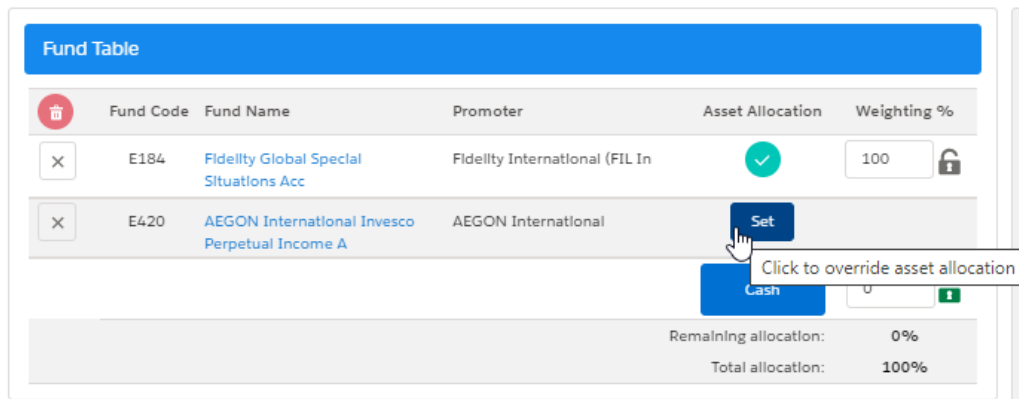 Fund Table
Fund Code Fund Name Promoter Asset Allocation Weighting %
E184 Fidelity Global Special Fidelity International (FIL In 100
Situations Acc
E420 AEGON International Invesco AEGON International Set
Perpetual Income A
Click to override asset allocation
Cash 0
Remaining allocation: 0%
Total allocation: 100%